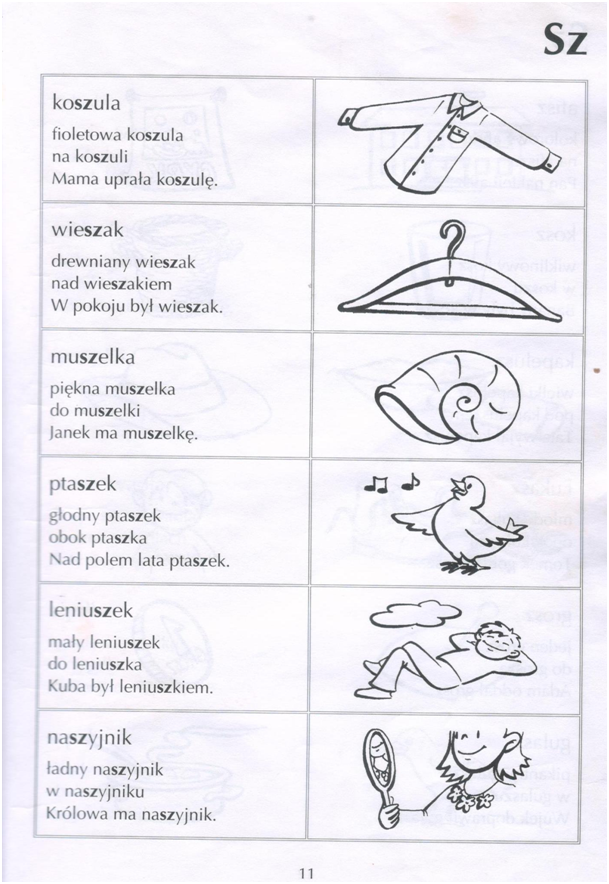 Sz
koszula
fioletowa koszula
na koszuli
Mama uprała koszulę.
wieszak
drewniany wieszak
nad wieszakiem
W pokoju był wieszak.
muszelka
piękna muszelka
do muszelki
Janek ma muszelkę.
ptaszek
głodny ptaszek
obok ptaszka
Nad polem lata ptaszek.
leniuszek
mały leniuszek
do leniuszka
Kuba był leniuszkiem.
naszyjnik
ładny naszyjnik
w naszyjniku
Królowa ma naszyjnik.
11